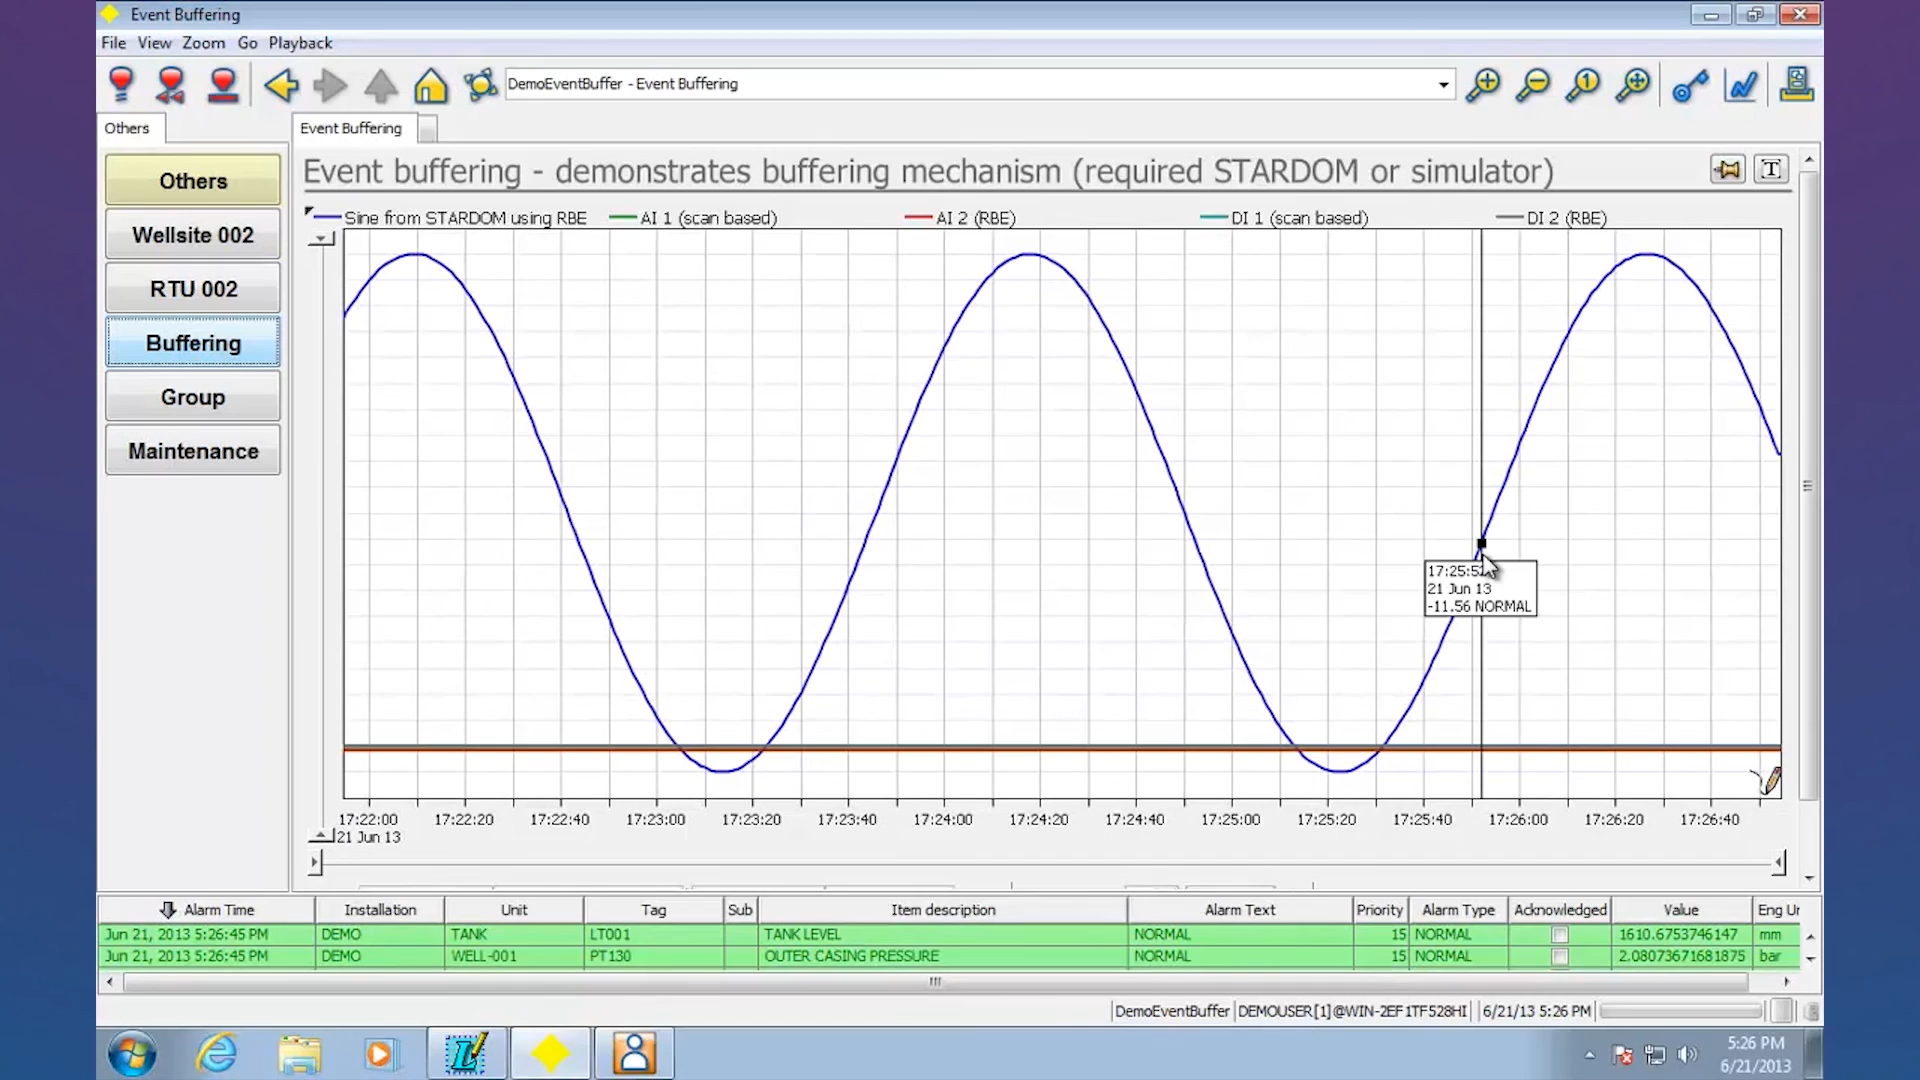 Event Buffering
File View Zoom Go Playback
DemoEventBuffer - Event Buffering
Others
Event Buffering
Others
Wellsite 002
RTU 002
Buffering
Group
Maintenance
Event buffering - demonstrates buffering mechanism (required STARDOM or simulator)
Sine from STARDOM using RBE AI 1 (scan based) AI 2 (RBE) DI 1 (scan based) DI 2 (RBE)
17:25:52
21 Jun 13
-11.56 NORMAL
17:22:00 17:22:20 17:22:40 17:23:00 17:23:20 17:23:40 17:24:00 17:24:20 17:24:40 17:25:00 17:25:20 17:25:40 17:26:00 17:26:20 17:26:40
21 Jun 13
Alarm Time Installation Unit Tag Sub Item description Alarm Text Priority Alarm Type Acknowledged Value Eng Ur
Jun 21, 2013 5:26:45 PM DEMO TANK LT001 TANK LEVEL NORMAL 15 NORMAL 1610.6753746147 mm
Jun 21, 2013 5:26:45 PM DEMO WELL-001 PT130 OUTER CASING PRESSURE NORMAL 15 NORMAL 2.08073671681875 bar
DemoEventBuffer DEMOUSER[1]@WIN-2EF1TF528HI 6/21/13 5:26 PM
5:26 PM
6/21/2013